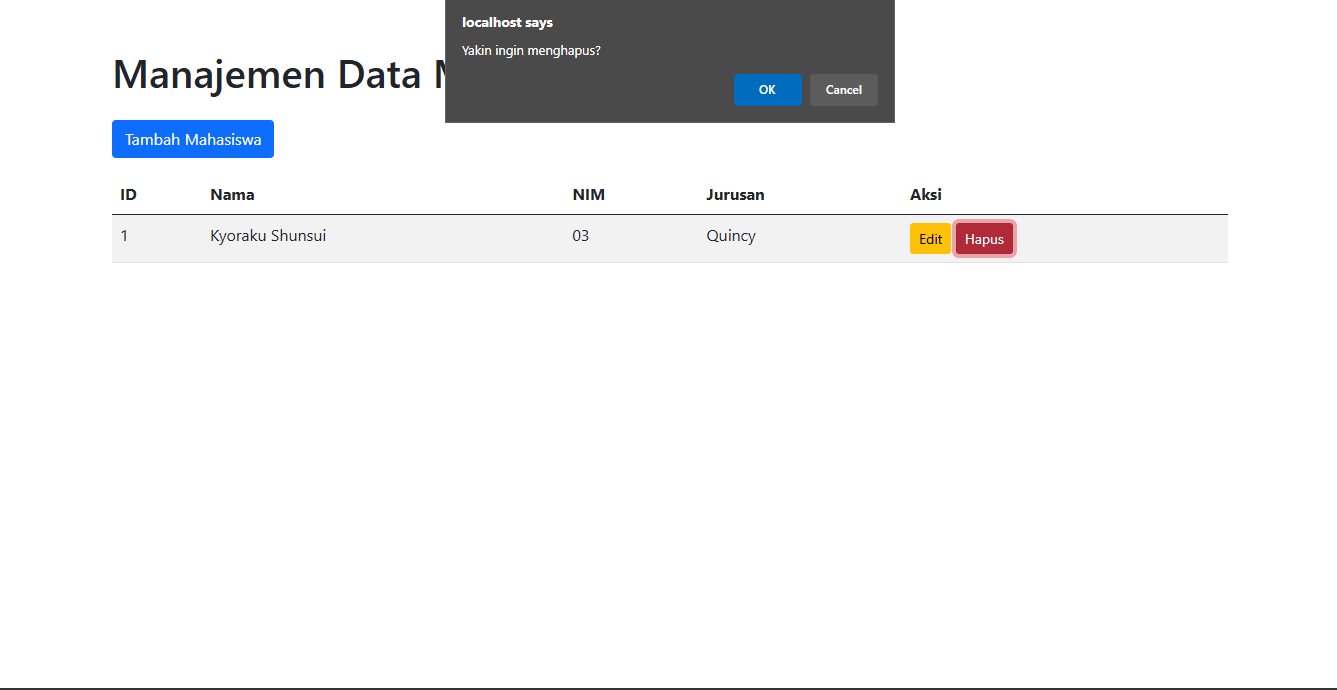 localhost says
Yakin ingin menghapus?
OK Cancel
Manajemen Data
Tambah Mahasiswa
ID Nama NIM Jurusan Aksi
1 Kyoraku Shunsui 03 Quincy Edit Hapus